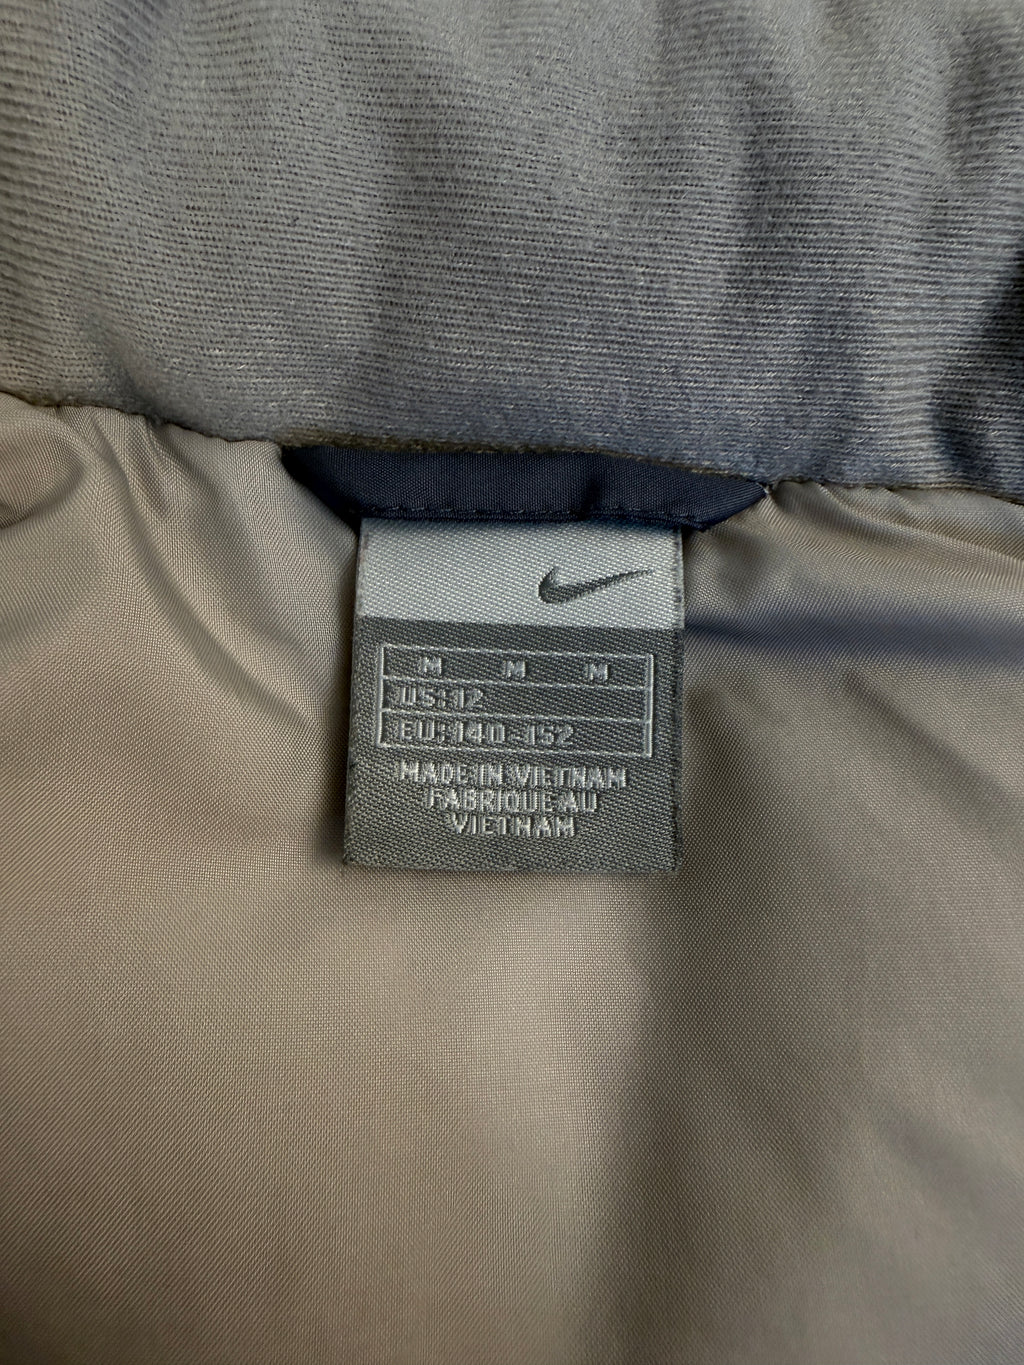 M M M
US: 12
EU: 140-152
MADE IN VIETNAM
FABRIQUE AU
VIETNAM